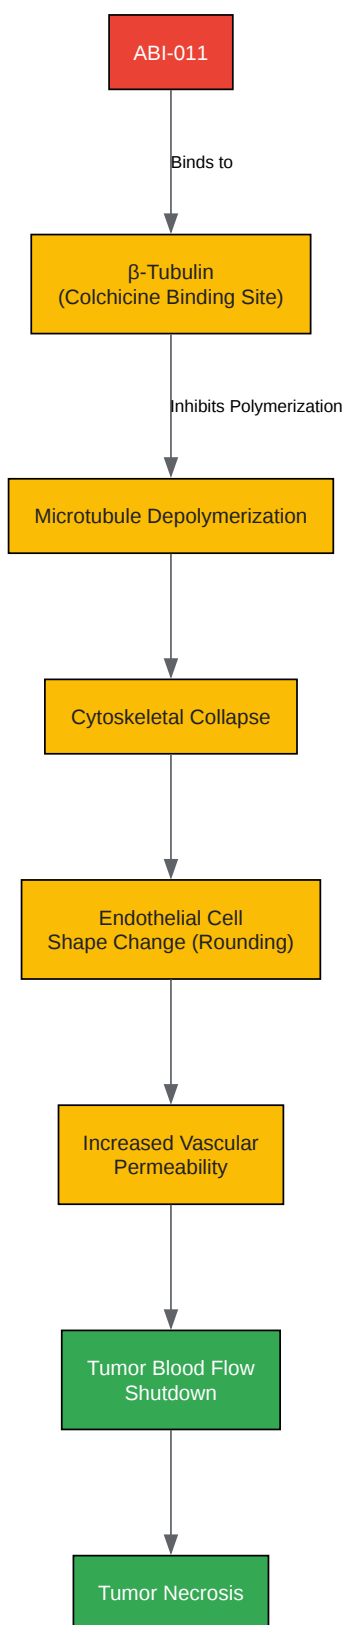 ABI-011
Binds to
β-Tubulin
(Colchicine Binding Site)
Inhibits Polymerization
Microtubule Depolymerization
Cytoskeletal Collapse
Endothelial Cell
Shape Change (Rounding)
Increased Vascular
Permeability
Tumor Blood Flow
Shutdown
Tumor Necrosis